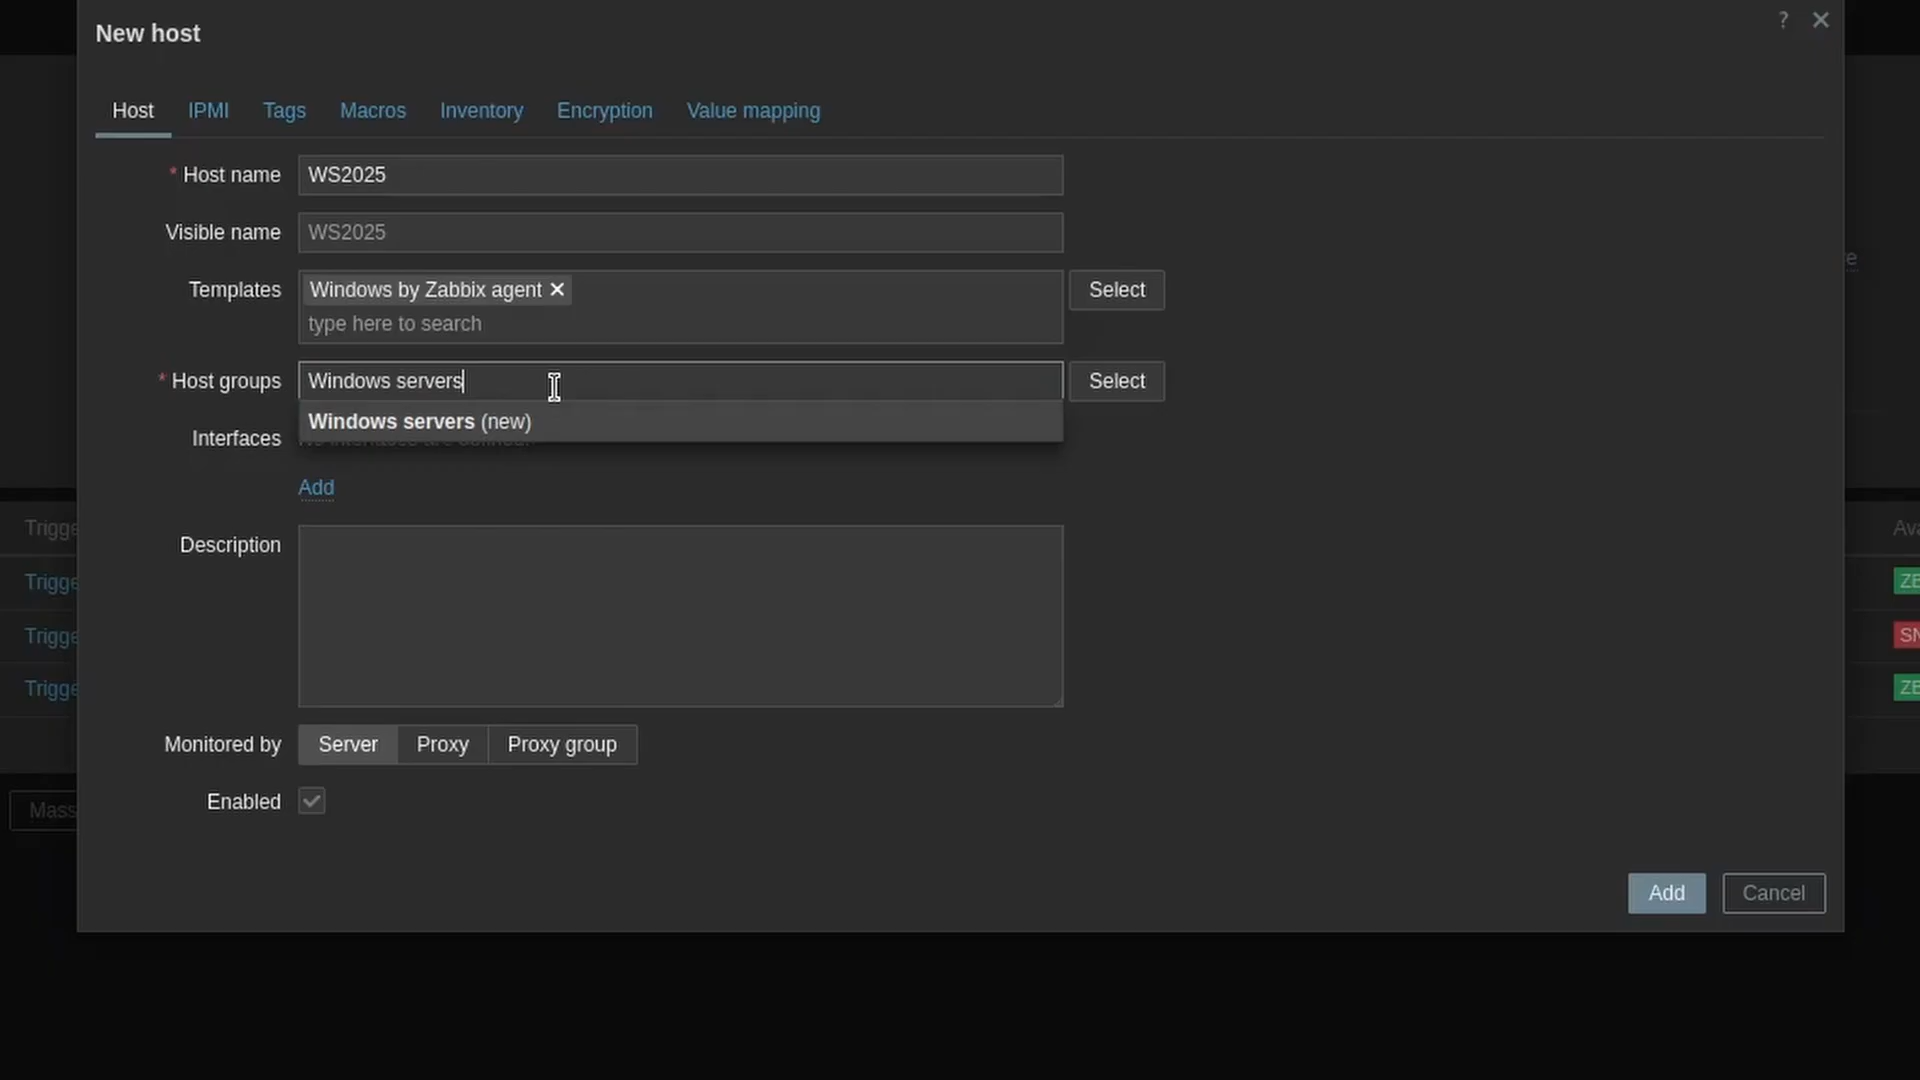 New host
?
Host IPMI Tags Macros Inventory Encryption Value mapping
* Host name WS2025
Visible name WS2025
Templates Windows by Zabbix agent Select
type here to search
* Host groups Windows servers Select
Windows servers (new)
Interfaces
Add
Description
Monitored by Server Proxy Proxy group
Enabled
Add Cancel